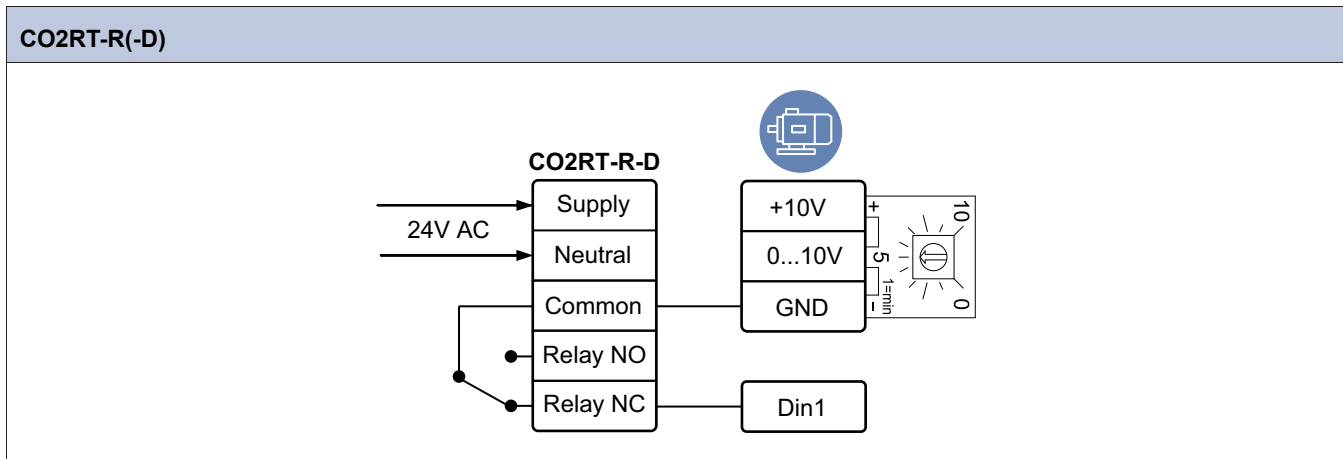 CO2RT-R(-D)
CO2RT-R-D
24V AC
Supply
Neutral
Common
Relay NO
Relay NC
+10V
0...10V
GND
Din1
+
5
1=min
-
10
0